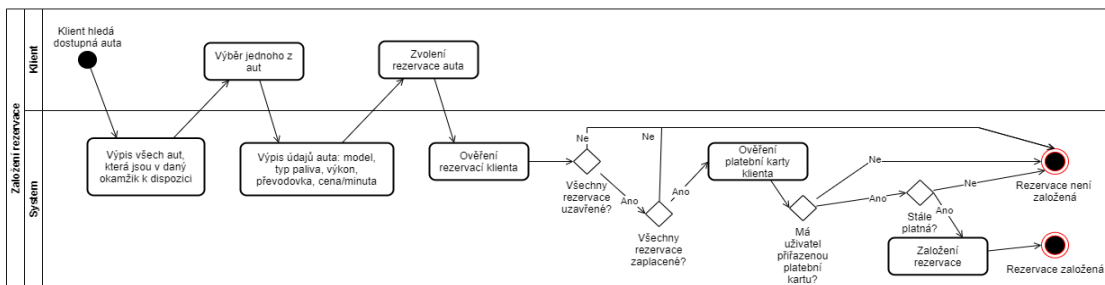 Založení rezervace
Klient
Klient hledá
dostupná auta
Výběr jednoho z
aut
Zvolení
rezervace auta
System
Výpis všech aut,
která jsou v daný
okamžik k dispozici
Výpis údajů auta: model,
typ paliva, výkon,
převodovka, cena/minuta
Ověření
rezervací klienta
Ne
Všechny
rezervace
uzavřené?
Ano
Ne
Všechny
rezervace
zaplacené?
Ano
Ověření
platební karty
klienta
Ne
Má
uživatel
přiřazenou
platební
kartu?
Ano
Ne
Stále
platná?
Ano
Založení
rezervace
Rezervace není
založená
Rezervace založená